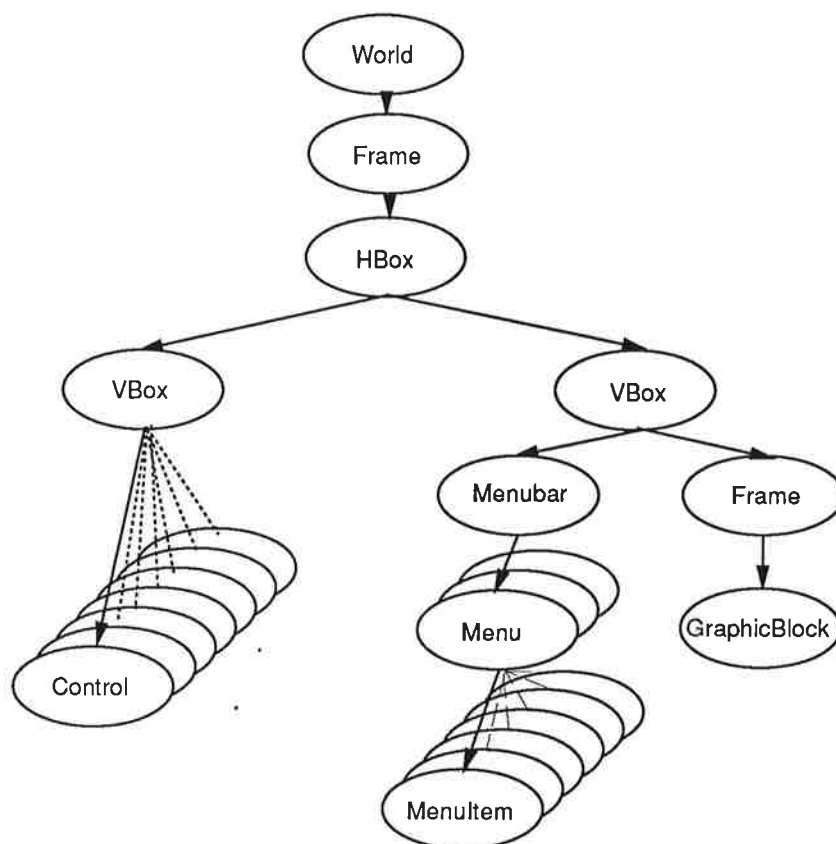 World
Frame
HBox
VBox
VBox
Menubar
Frame
Menu
GraphicBlock
Control
MenuItem